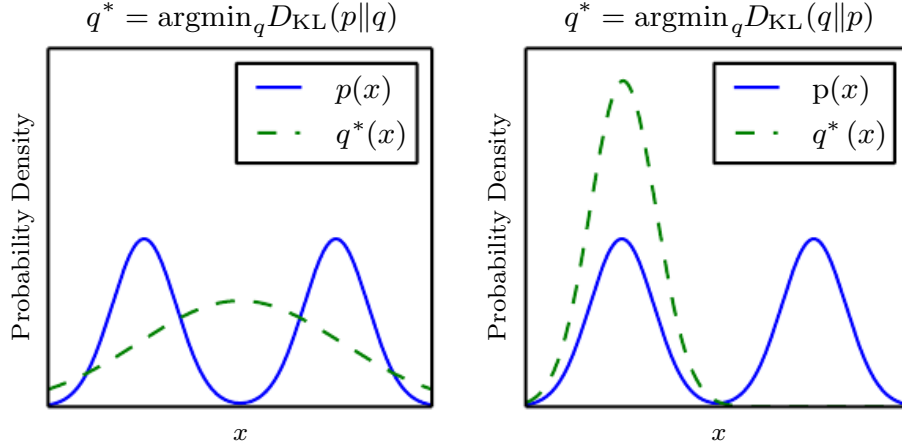 q* = argmin_q D_KL(p‖q)
p(x)
q*(x)
Probability Density
x
q* = argmin_q D_KL(q‖p)
p(x)
q*(x)
Probability Density
x